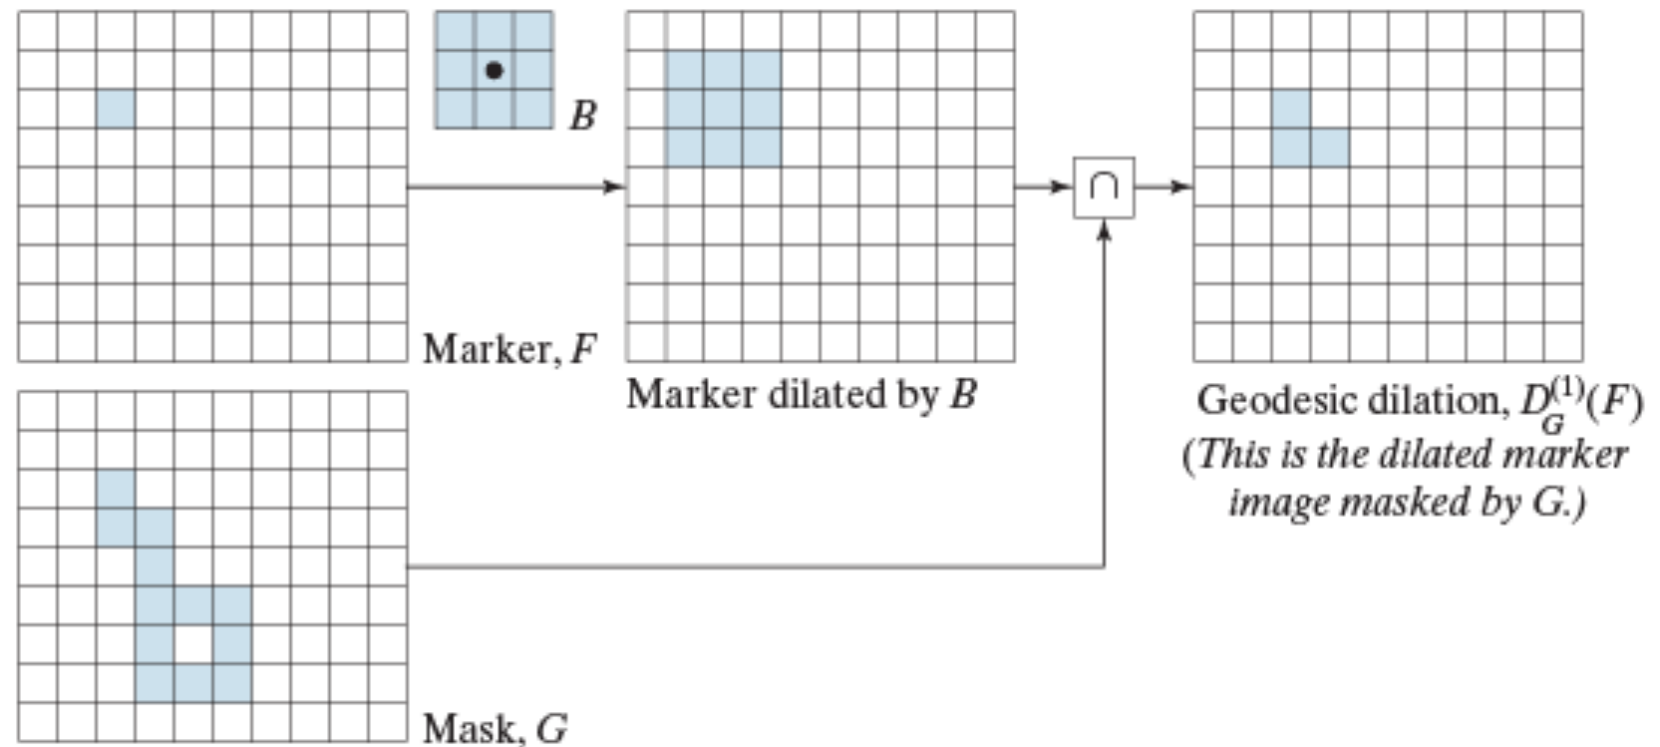 B
Marker, F
Marker dilated by B
∩
Geodesic dilation, D_G^(1)(F)
(This is the dilated marker
image masked by G.)
Mask, G